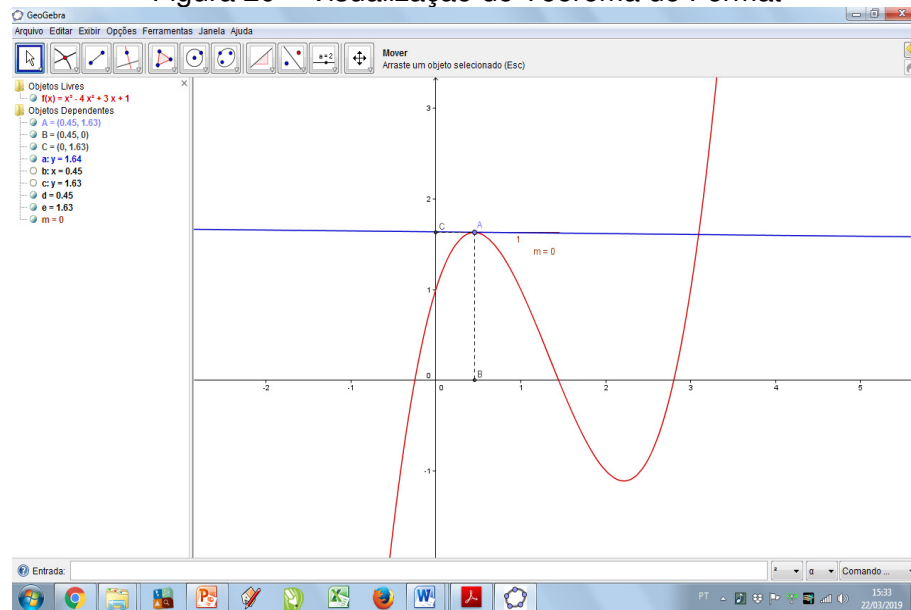 Figura 20 – Visualização do Teorema de Fermat
GeoGebra
Arquivo Editar Exibir Opções Ferramentas Janela Ajuda
a=2
Mover
Arraste um objeto selecionado (Esc)
Objetos Livres
f(x) = x³ - 4 x² + 3 x + 1
Objetos Dependentes
A = (0.45, 1.63)
B = (0.45, 0)
C = (0, 1.63)
a: y = 1.64
b: x = 0.45
c: y = 1.63
d = 0.45
e = 1.63
m = 0
3
2
C
A
1
m = 0
1
0
B
-2
-1
0
1
2
3
4
5
-1
Entrada:
²
α
Comando ...
PT
15:33
22/03/2019